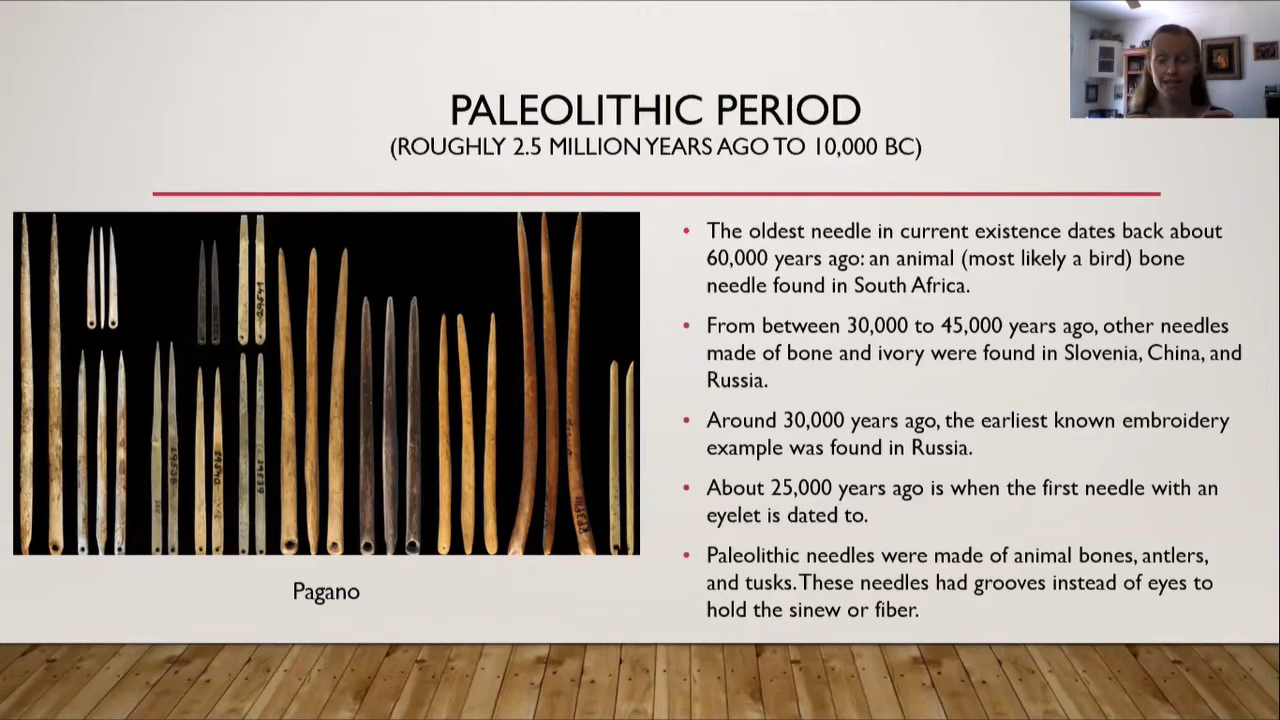 PALEOLITHIC PERIOD
(ROUGHLY 2.5 MILLION YEARS AGO TO 10,000 BC)
• The oldest needle in current existence dates back about
60,000 years ago: an animal (most likely a bird) bone
needle found in South Africa.
• From between 30,000 to 45,000 years ago, other needles
made of bone and ivory were found in Slovenia, China, and
Russia.
• Around 30,000 years ago, the earliest known embroidery
example was found in Russia.
• About 25,000 years ago is when the first needle with an
eyelet is dated to.
• Paleolithic needles were made of animal bones, antlers,
and tusks. These needles had grooves instead of eyes to
hold the sinew or fiber.
29541
29540
29539
Pagano